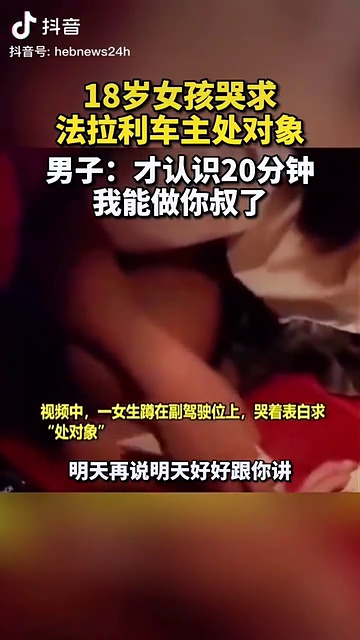 抖音
抖音号: hebnews24h
18岁女孩哭求
法拉利车主处对象
男子：才认识20分钟
我能做你叔了
视频中，一女生蹲在副驾驶位上，哭着表白求
“处对象”
明天再说明天好好跟你讲